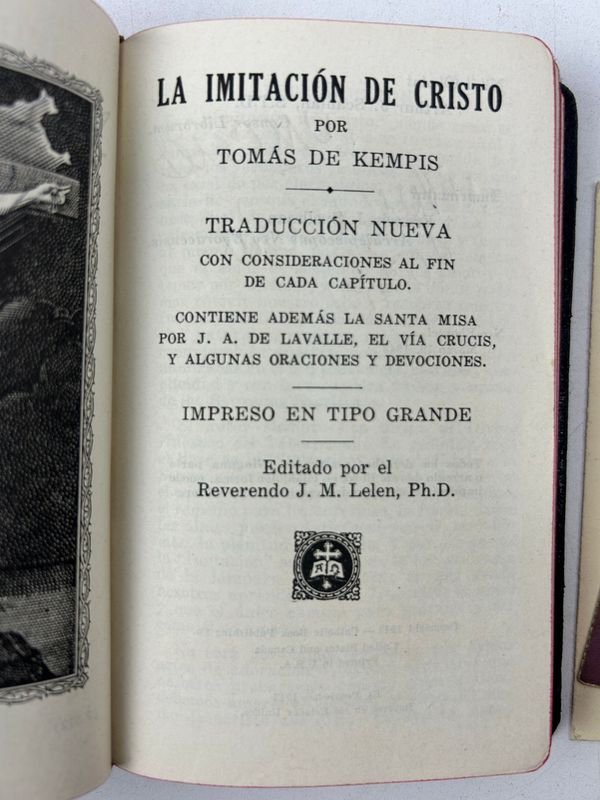 LA IMITACIÓN DE CRISTO
POR
TOMÁS DE KEMPIS
TRADUCCIÓN NUEVA
CON CONSIDERACIONES AL FIN
DE CADA CAPÍTULO.
CONTIENE ADEMÁS LA SANTA MISA
POR J. A. DE LAVALLE, EL VÍA CRUCIS,
Y ALGUNAS ORACIONES Y DEVOCIONES.
IMPRESO EN TIPO GRANDE
Editado por el
Reverendo J. M. Lelen, Ph.D.